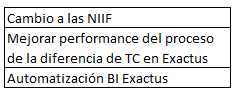 Cambio a las NIIF
Mejorar performance del proceso
de la diferencia de TC en Exactus
Automatización BI Exactus